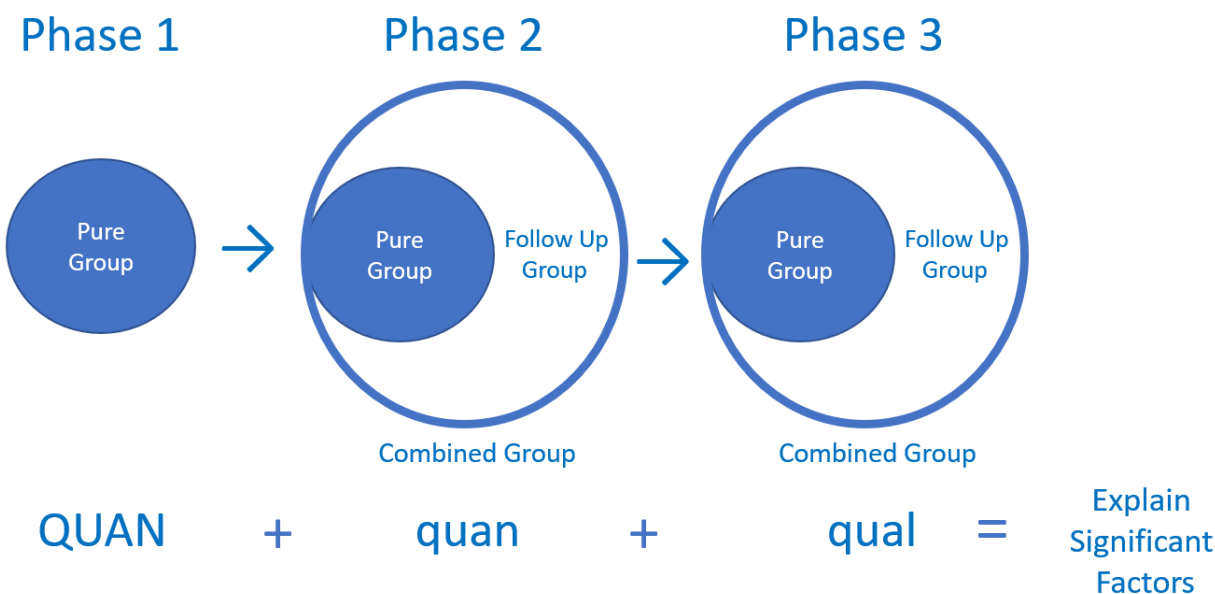 Phase 1
Phase 2
Phase 3
Pure
Group
Pure
Group
Follow Up
Group
Pure
Group
Follow Up
Group
Combined Group
Combined Group
QUAN + quan + qual =
Explain
Significant
Factors